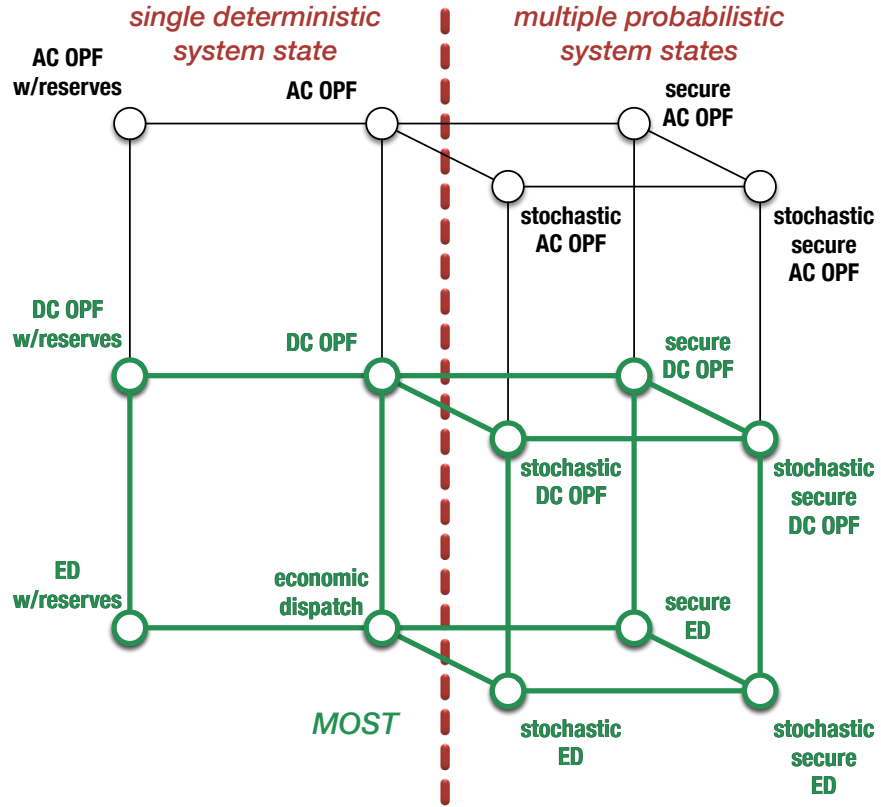 single deterministic
system state
multiple probabilistic
system states
AC OPF
w/reserves
AC OPF
secure
AC OPF
stochastic
AC OPF
stochastic
secure
AC OPF
DC OPF
w/reserves
DC OPF
secure
DC OPF
stochastic
DC OPF
stochastic
secure
DC OPF
ED
w/reserves
economic
dispatch
secure
ED
MOST
stochastic
ED
stochastic
secure
ED